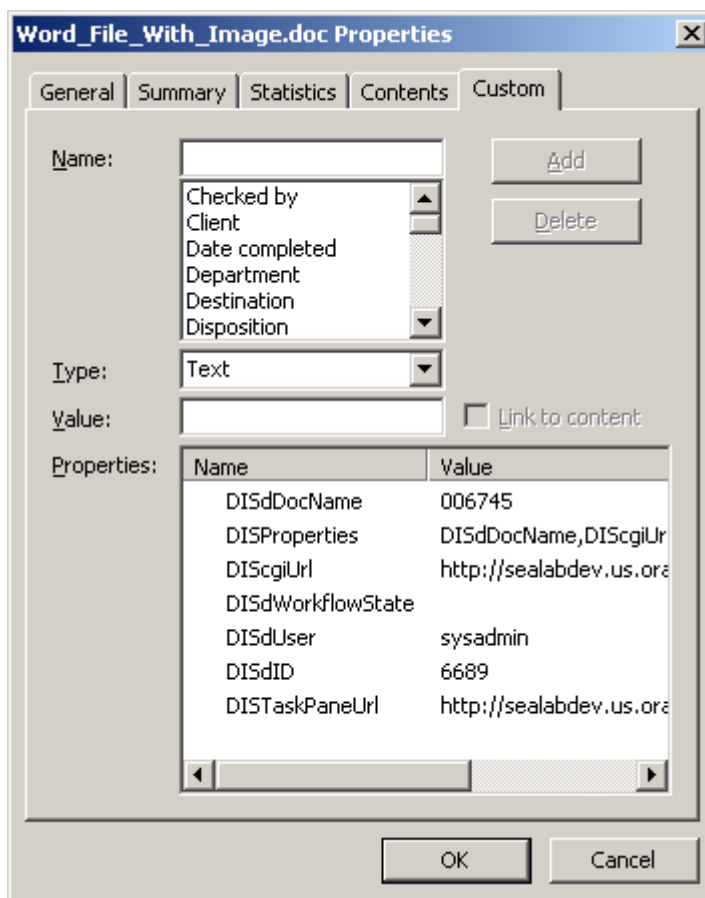 Word_File_With_Image.doc Properties
General Summary Statistics Contents Custom
Name:
Add
Checked by
Client
Date completed
Department
Destination
Disposition
Delete
Type: Text
Value: Link to content
Properties: Name Value
DISdDocName 006745
DISProperties DISdDocName,DIScgiUr
DIScgiUrl http://sealabdev.us.ora
DISdWorkflowState
DISdUser sysadmin
DISdID 6689
DISTaskPaneUrl http://sealabdev.us.ora
OK Cancel